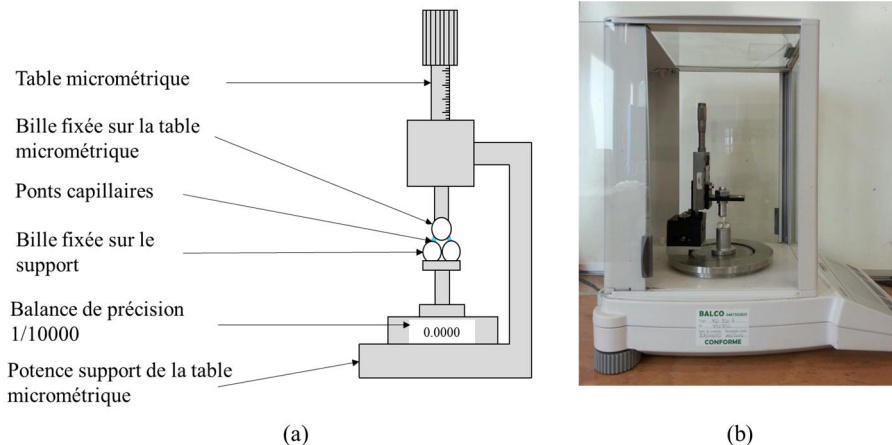 Table micrométrique
Bille fixée sur la table
micrométrique
Ponts capillaires
Bille fixée sur le
support
Balance de précision
1/10000
0.0000
Potence support de la table
micrométrique
BALCO
CONFORME
(a)
(b)